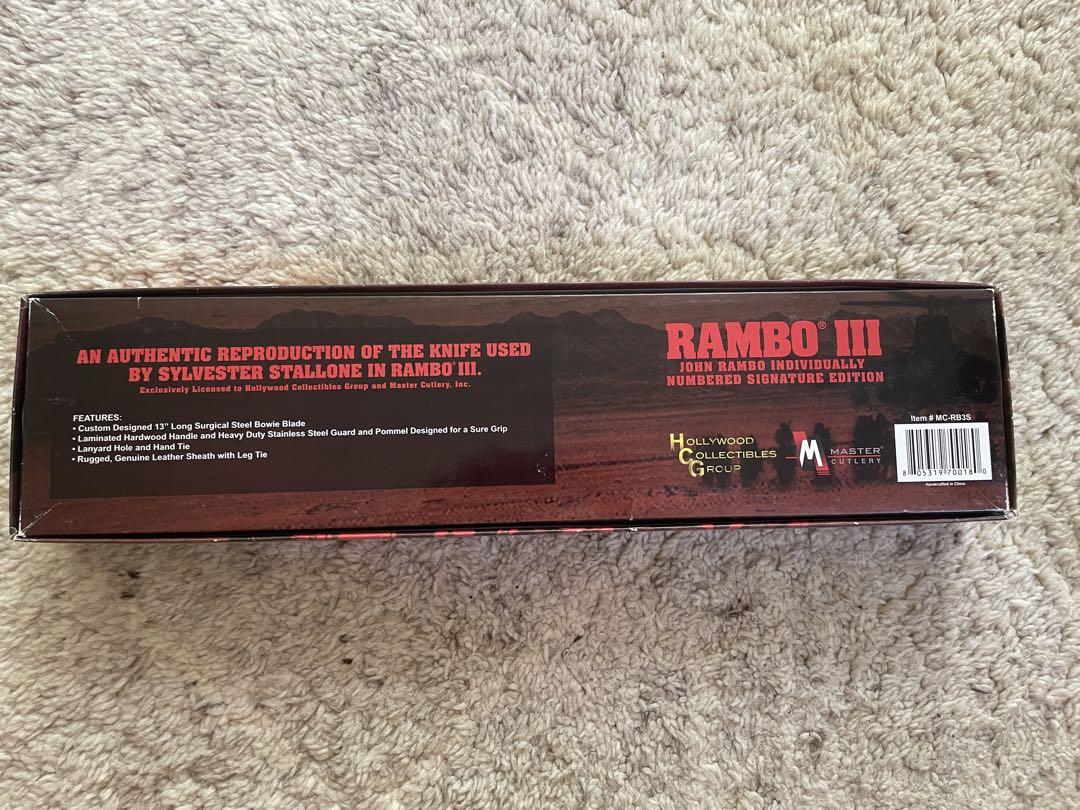 AN AUTHENTIC REPRODUCTION OF THE KNIFE USED
BY SYLVESTER STALLONE IN RAMBO® III.
Exclusively Licensed to Hollywood Collectibles Group and Master Cutlery, Inc.
FEATURES:
• Custom Designed 13" Long Surgical Steel Bowie Blade
• Laminated Hardwood Handle and Heavy Duty Stainless Steel Guard and Pommel Designed for a Sure Grip
• Lanyard Hole and Hand Tie
• Rugged, Genuine Leather Sheath with Leg Tie
RAMBO® III
JOHN RAMBO INDIVIDUALLY
NUMBERED SIGNATURE EDITION
HOLLYWOOD
COLLECTIBLES
GROUP
M
MASTER
CUTLERY
Item # MC-RB3S
8 05319 70018 0
Handcrafted in China